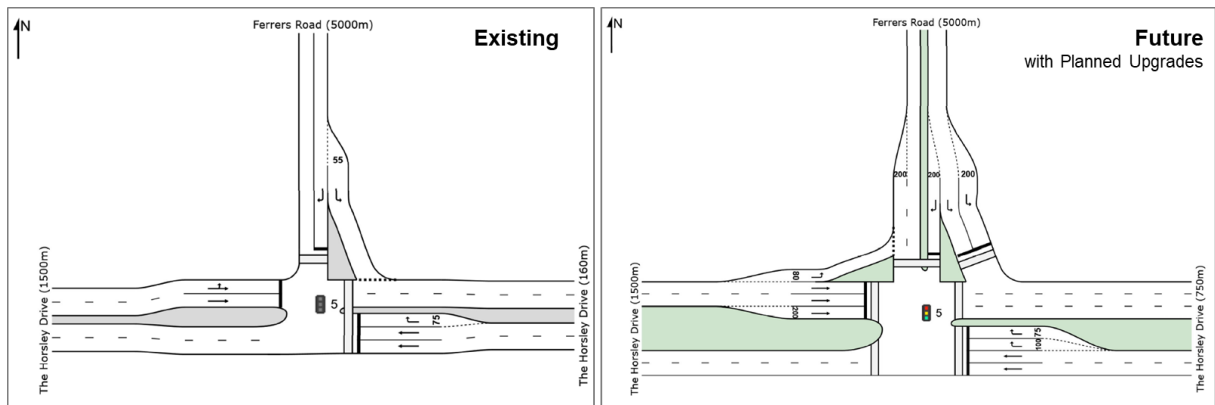 N
Ferrers Road (5000m)
Existing
55
The Horsley Drive (1500m)
5
75
The Horsley Drive (160m)
N
Ferrers Road (5000m)
Future
with Planned Upgrades
200
200
200
80
200
The Horsley Drive (1500m)
5
75
100
The Horsley Drive (750m)